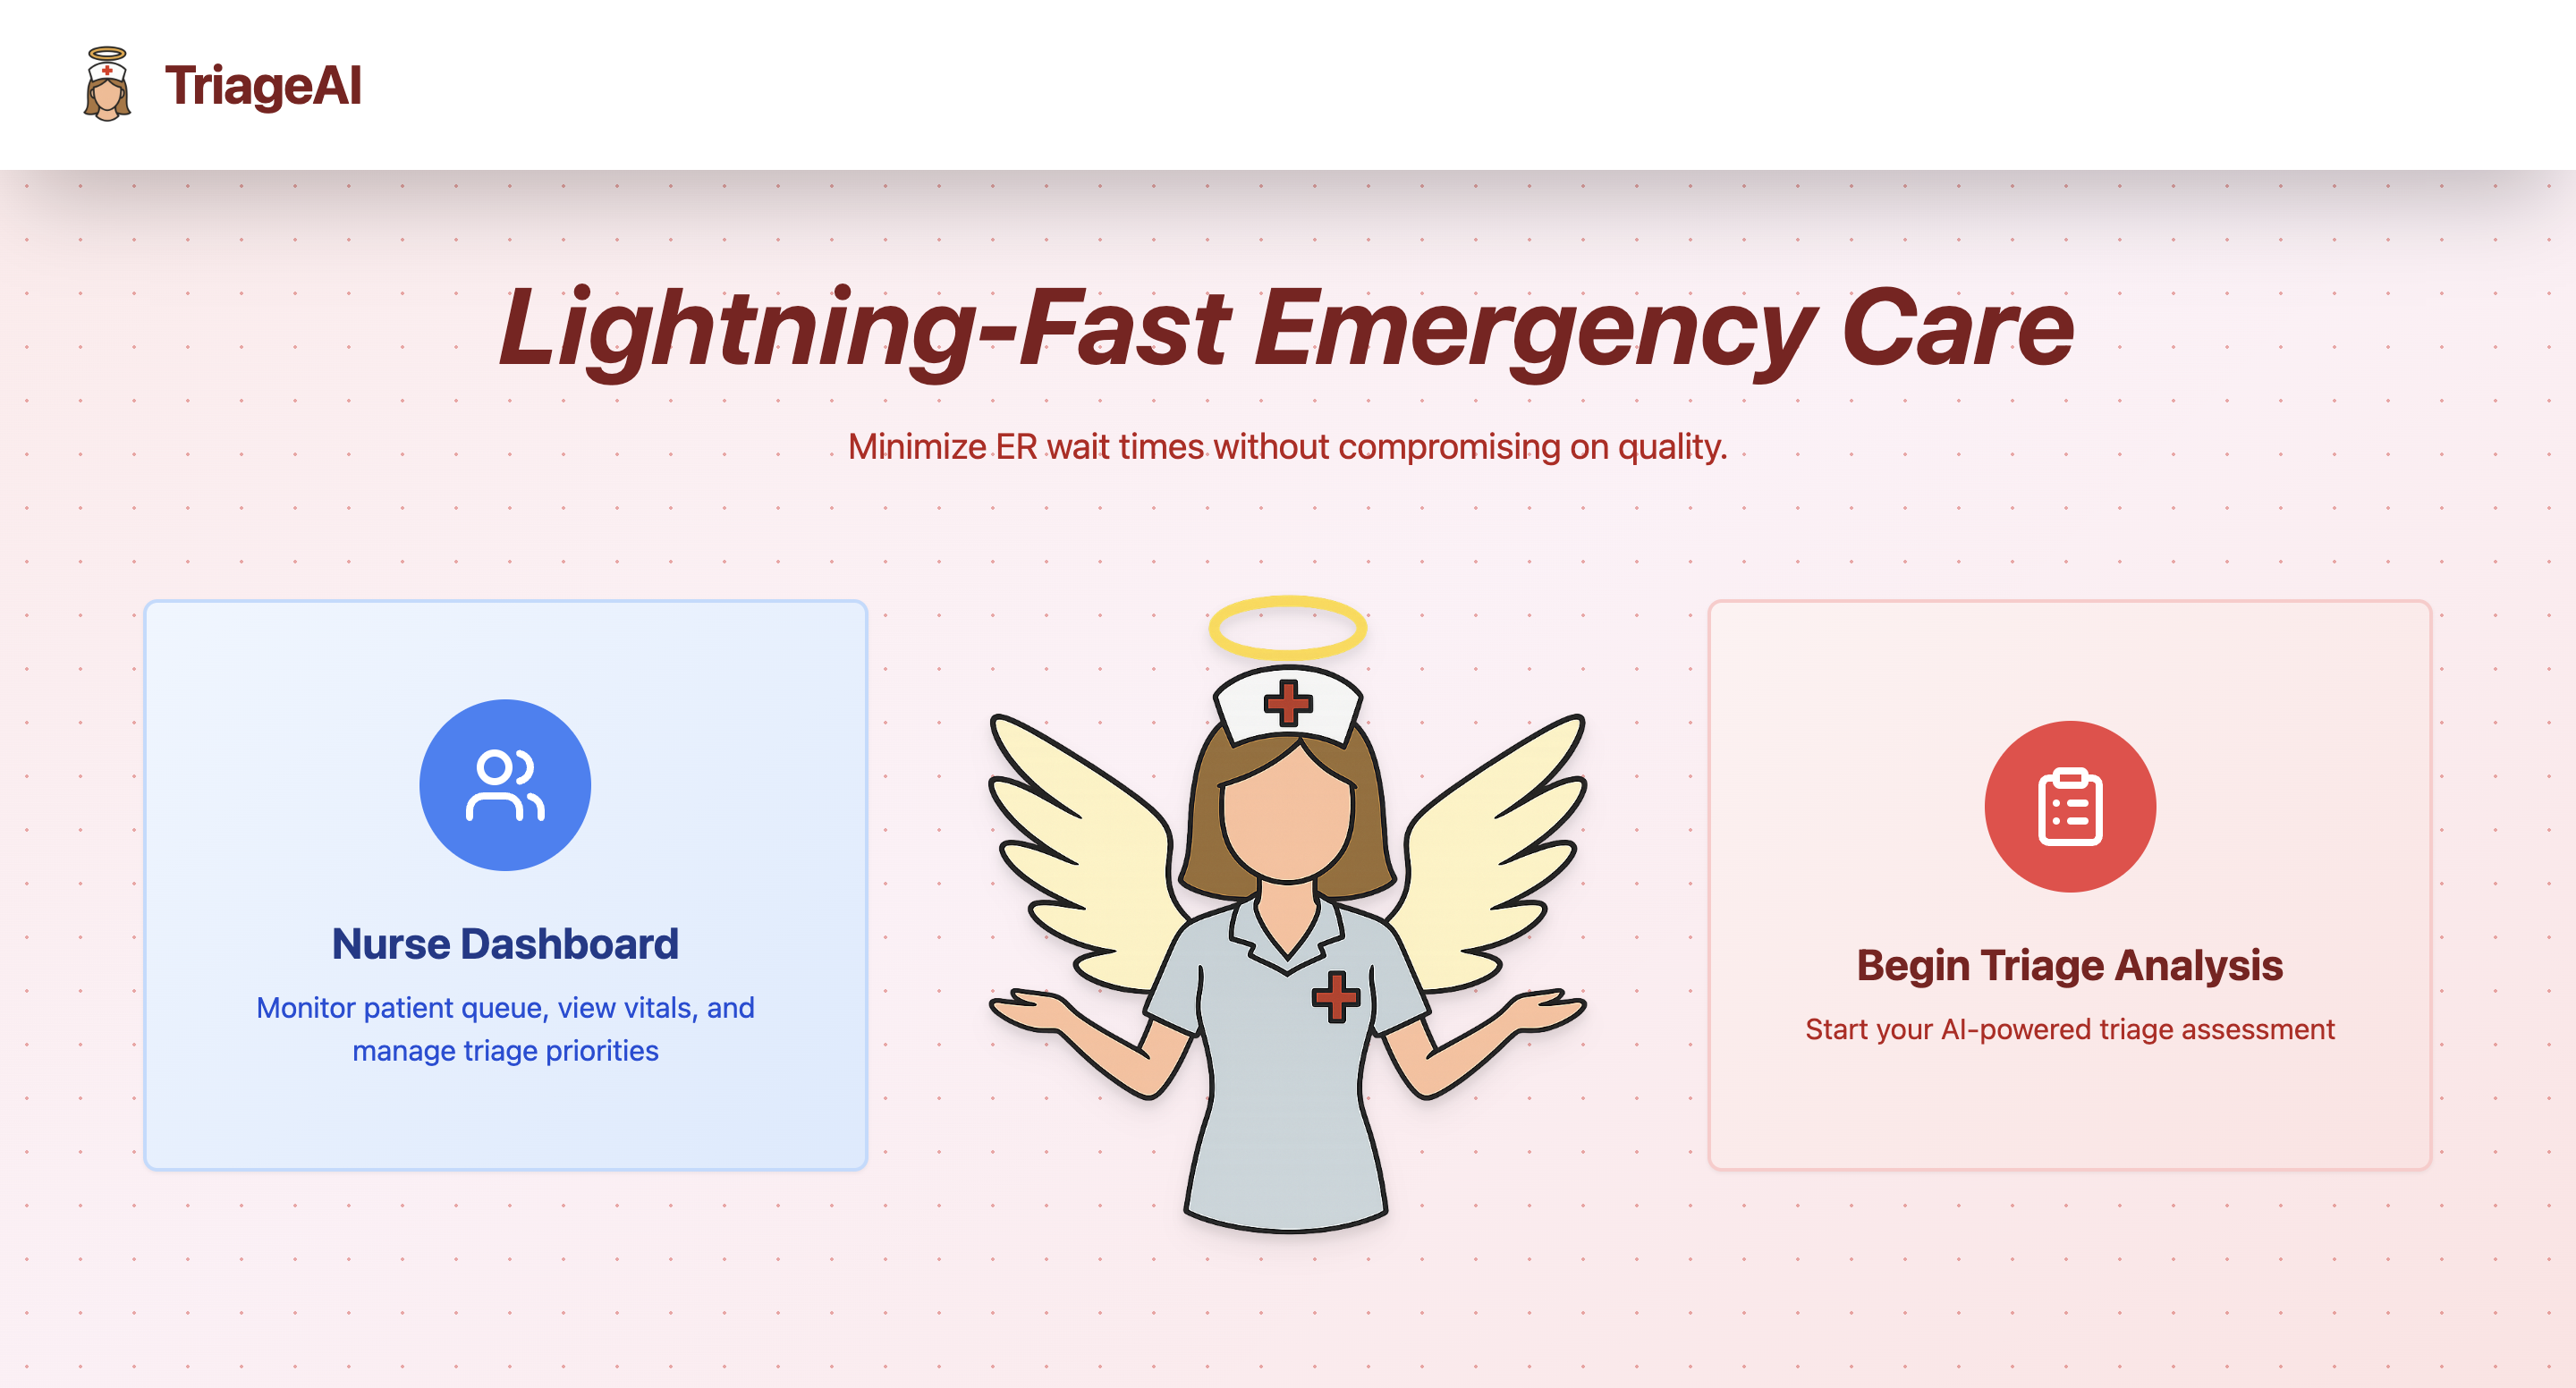 TriageAI
Lightning-Fast Emergency Care
Minimize ER wait times without compromising on quality.
Nurse Dashboard
Monitor patient queue, view vitals, and
manage triage priorities
Begin Triage Analysis
Start your AI-powered triage assessment